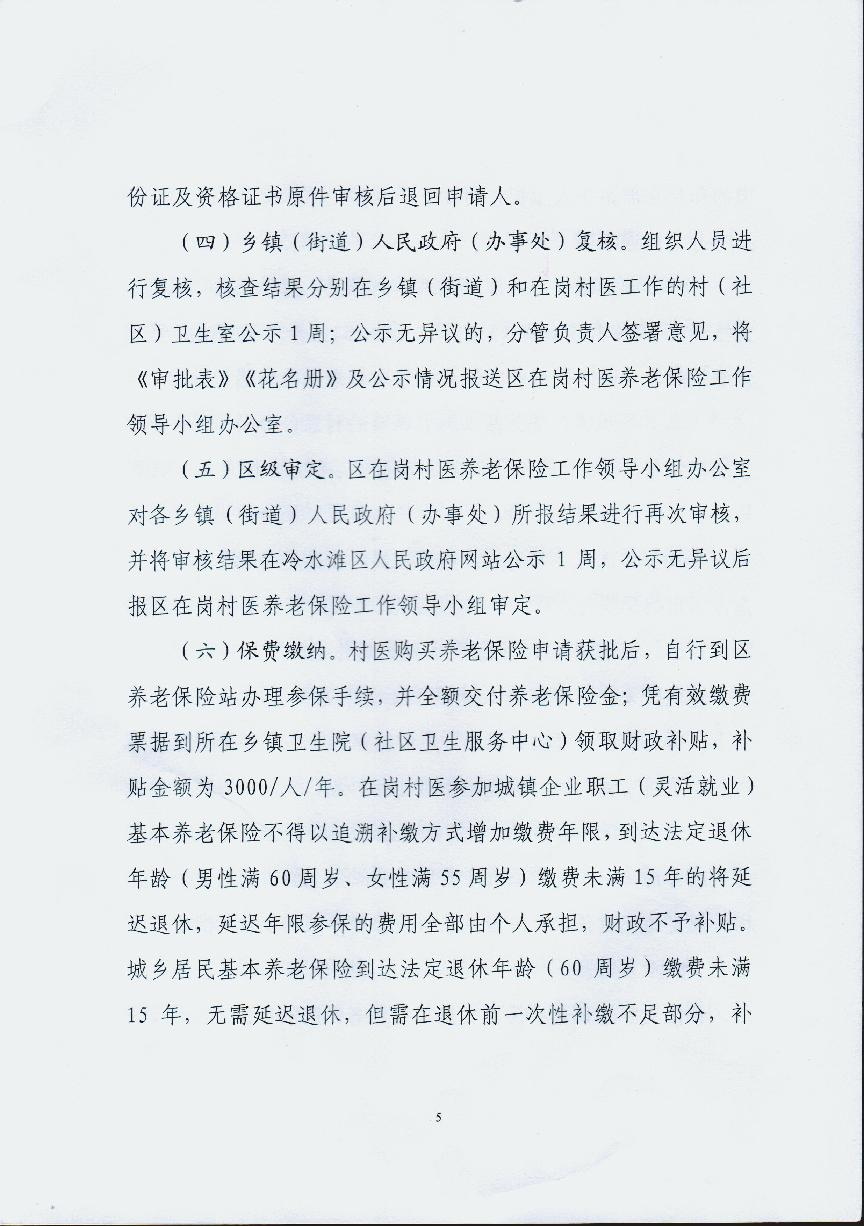 份证及资格证书原件审核后退回申请人。
（四）乡镇（街道）人民政府（办事处）复核。组织人员进
行复核，核查结果分别在乡镇（街道）和在岗村医工作的村（社
区）卫生室公示 1 周；公示无异议的，分管负责人签署意见，将
《审批表》《花名册》及公示情况报送区在岗村医养老保险工作
领导小组办公室。
（五）区级审定。区在岗村医养老保险工作领导小组办公室
对各乡镇（街道）人民政府（办事处）所报结果进行再次审核，
并将审核结果在冷水滩区人民政府网站公示 1 周，公示无异议后
报区在岗村医养老保险工作领导小组审定。
（六）保费缴纳。村医购买养老保险申请获批后，自行到区
养老保险站办理参保手续，并全额交付养老保险金；凭有效缴费
票据到所在乡镇卫生院（社区卫生服务中心）领取财政补贴，补
贴金额为 3000/人/年。在岗村医参加城镇企业职工（灵活就业）
基本养老保险不得以追溯补缴方式增加缴费年限，到达法定退休
年龄（男性满 60 周岁、女性满 55 周岁）缴费未满 15 年的将延
迟退休，延迟年限参保的费用全部由个人承担，财政不予补贴。
城乡居民基本养老保险到达法定退休年龄（60 周岁）缴费未满
15 年，无需延迟退休，但需在退休前一次性补缴不足部分，补
5